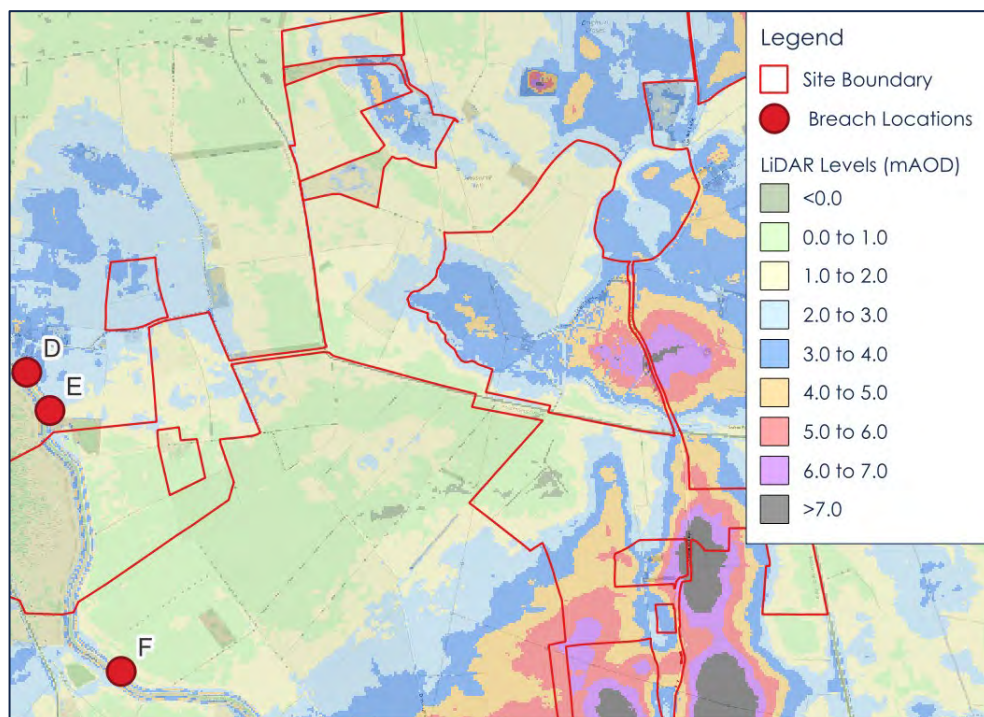 D
E
F
Legend
Site Boundary
Breach Locations
LiDAR Levels (mAOD)
<0.0
0.0 to 1.0
1.0 to 2.0
2.0 to 3.0
3.0 to 4.0
4.0 to 5.0
5.0 to 6.0
6.0 to 7.0
>7.0